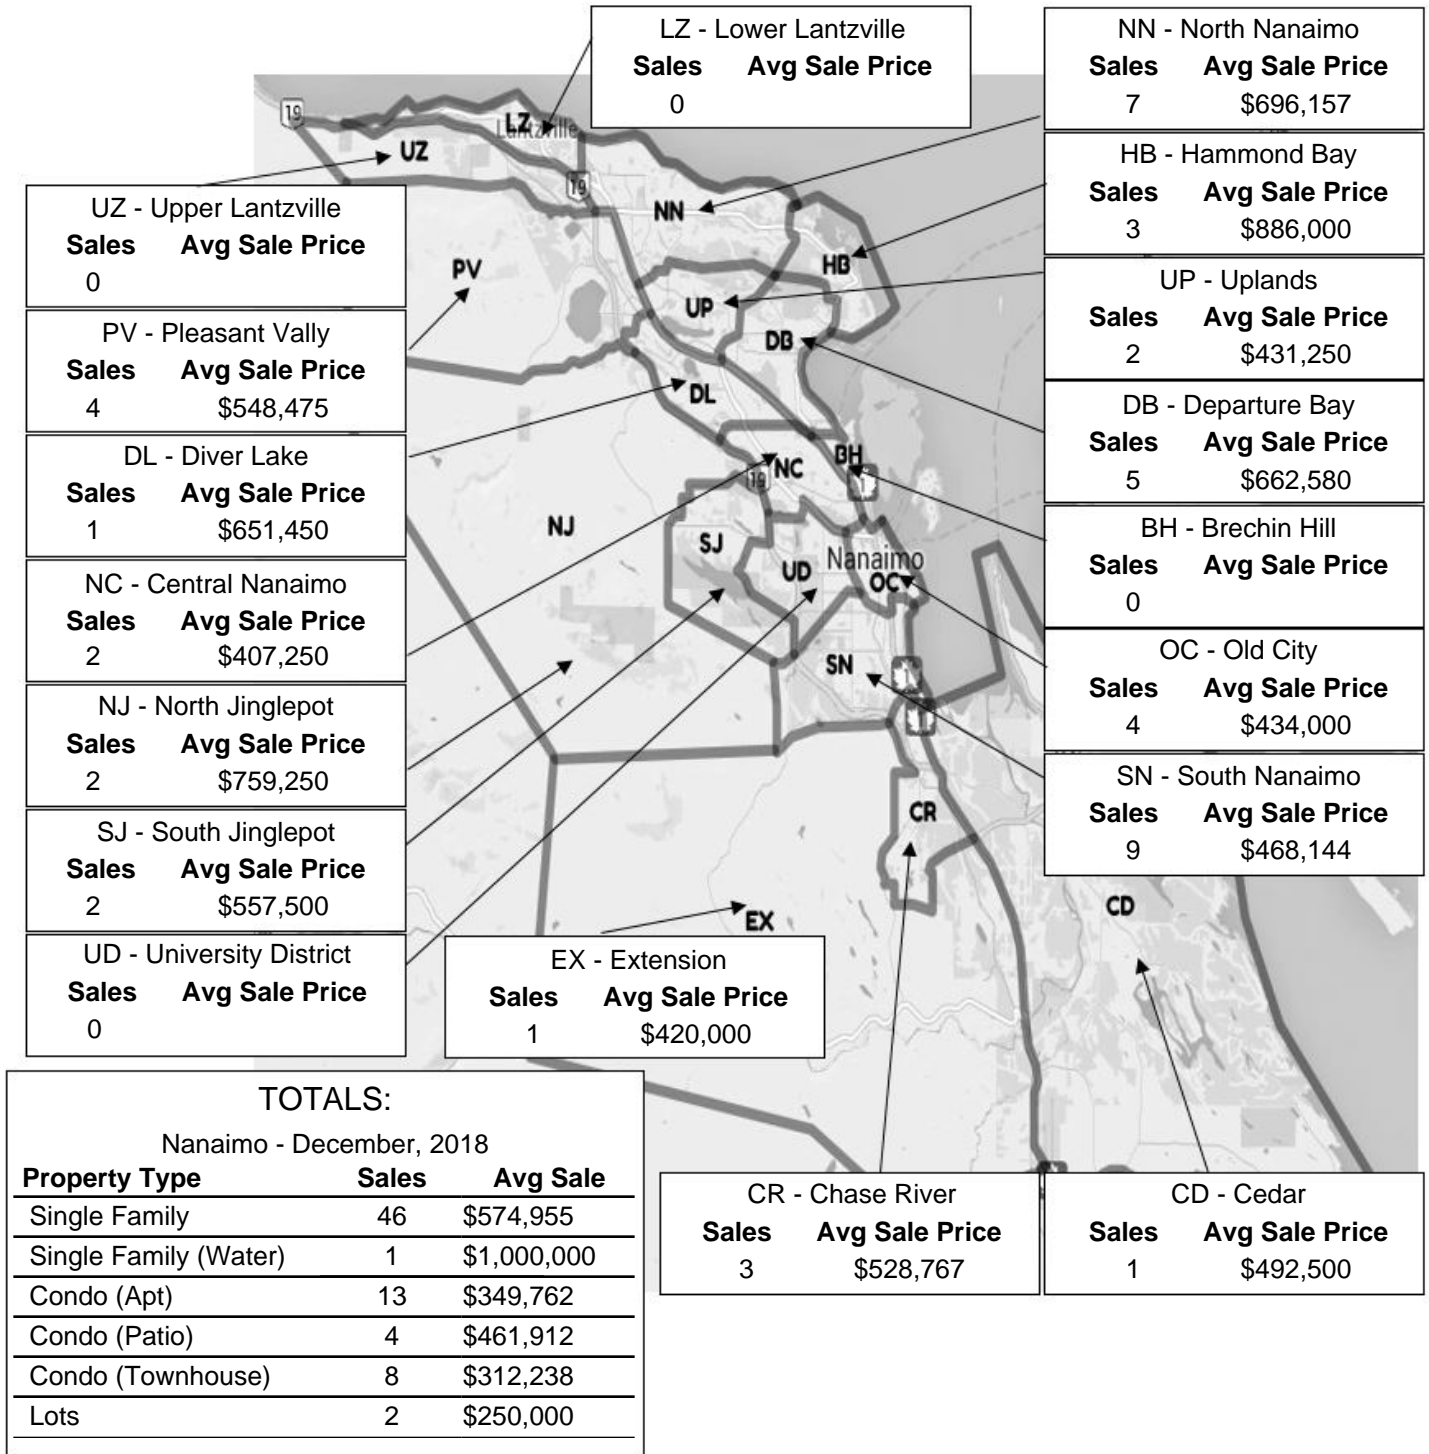 LZ - Lower Lantzville
Sales Avg Sale Price
0
NN - North Nanaimo
Sales Avg Sale Price
7 $696,157
HB - Hammond Bay
Sales Avg Sale Price
3 $886,000
UP - Uplands
Sales Avg Sale Price
2 $431,250
DB - Departure Bay
Sales Avg Sale Price
5 $662,580
BH - Brechin Hill
Sales Avg Sale Price
0
OC - Old City
Sales Avg Sale Price
4 $434,000
SN - South Nanaimo
Sales Avg Sale Price
9 $468,144
UZ - Upper Lantzville
Sales Avg Sale Price
0
PV - Pleasant Vally
Sales Avg Sale Price
4 $548,475
DL - Diver Lake
Sales Avg Sale Price
1 $651,450
NC - Central Nanaimo
Sales Avg Sale Price
2 $407,250
NJ - North Jinglepot
Sales Avg Sale Price
2 $759,250
SJ - South Jinglepot
Sales Avg Sale Price
2 $557,500
UD - University District
Sales Avg Sale Price
0
EX - Extension
Sales Avg Sale Price
1 $420,000
CR - Chase River
Sales Avg Sale Price
3 $528,767
CD - Cedar
Sales Avg Sale Price
1 $492,500
19
LZ
Lantzville
UZ
19
NN
PV
HB
UP
DB
DL
BH
NC
19
1
NJ
SJ
Nanaimo
UD
OC
SN
CR
EX
CD
TOTALS:
Nanaimo - December, 2018
Property Type Sales Avg Sale
Single Family 46 $574,955
Single Family (Water) 1 $1,000,000
Condo (Apt) 13 $349,762
Condo (Patio) 4 $461,912
Condo (Townhouse) 8 $312,238
Lots 2 $250,000